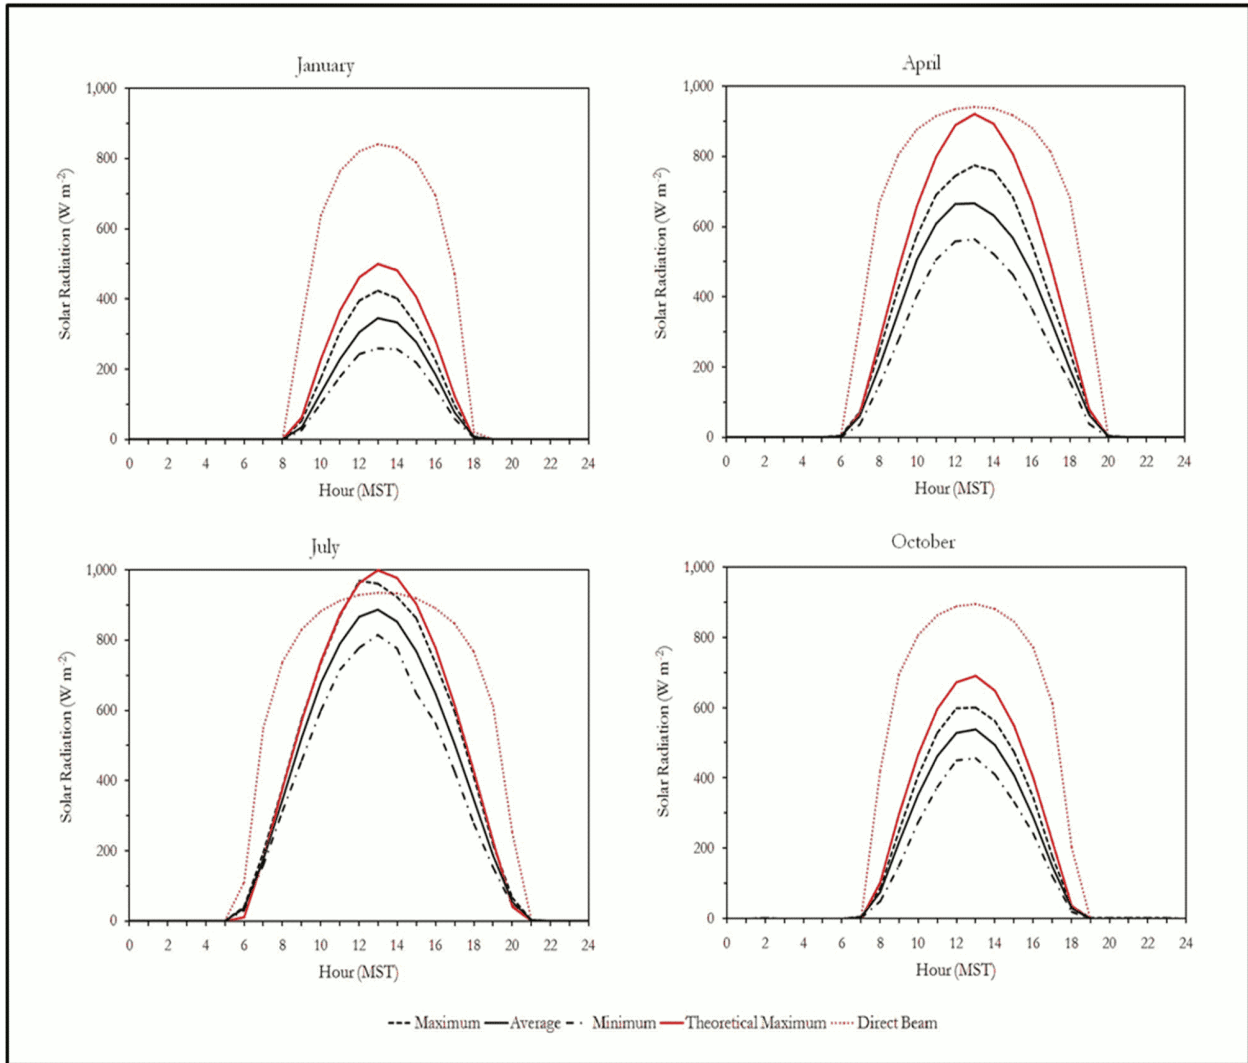 January
1,000
800
600
400
200
0
Solar Radiation (W m⁻²)
0 2 4 6 8 10 12 14 16 18 20 22 24
Hour (MST)
April
1,000
800
600
400
200
0
Solar Radiation (W m⁻²)
0 2 4 6 8 10 12 14 16 18 20 22 24
Hour (MST)
July
1,000
800
600
400
200
0
Solar Radiation (W m⁻²)
0 2 4 6 8 10 12 14 16 18 20 22 24
Hour (MST)
October
1,000
800
600
400
200
0
Solar Radiation (W m⁻²)
0 2 4 6 8 10 12 14 16 18 20 22 24
Hour (MST)
Maximum Average Minimum Theoretical Maximum Direct Beam